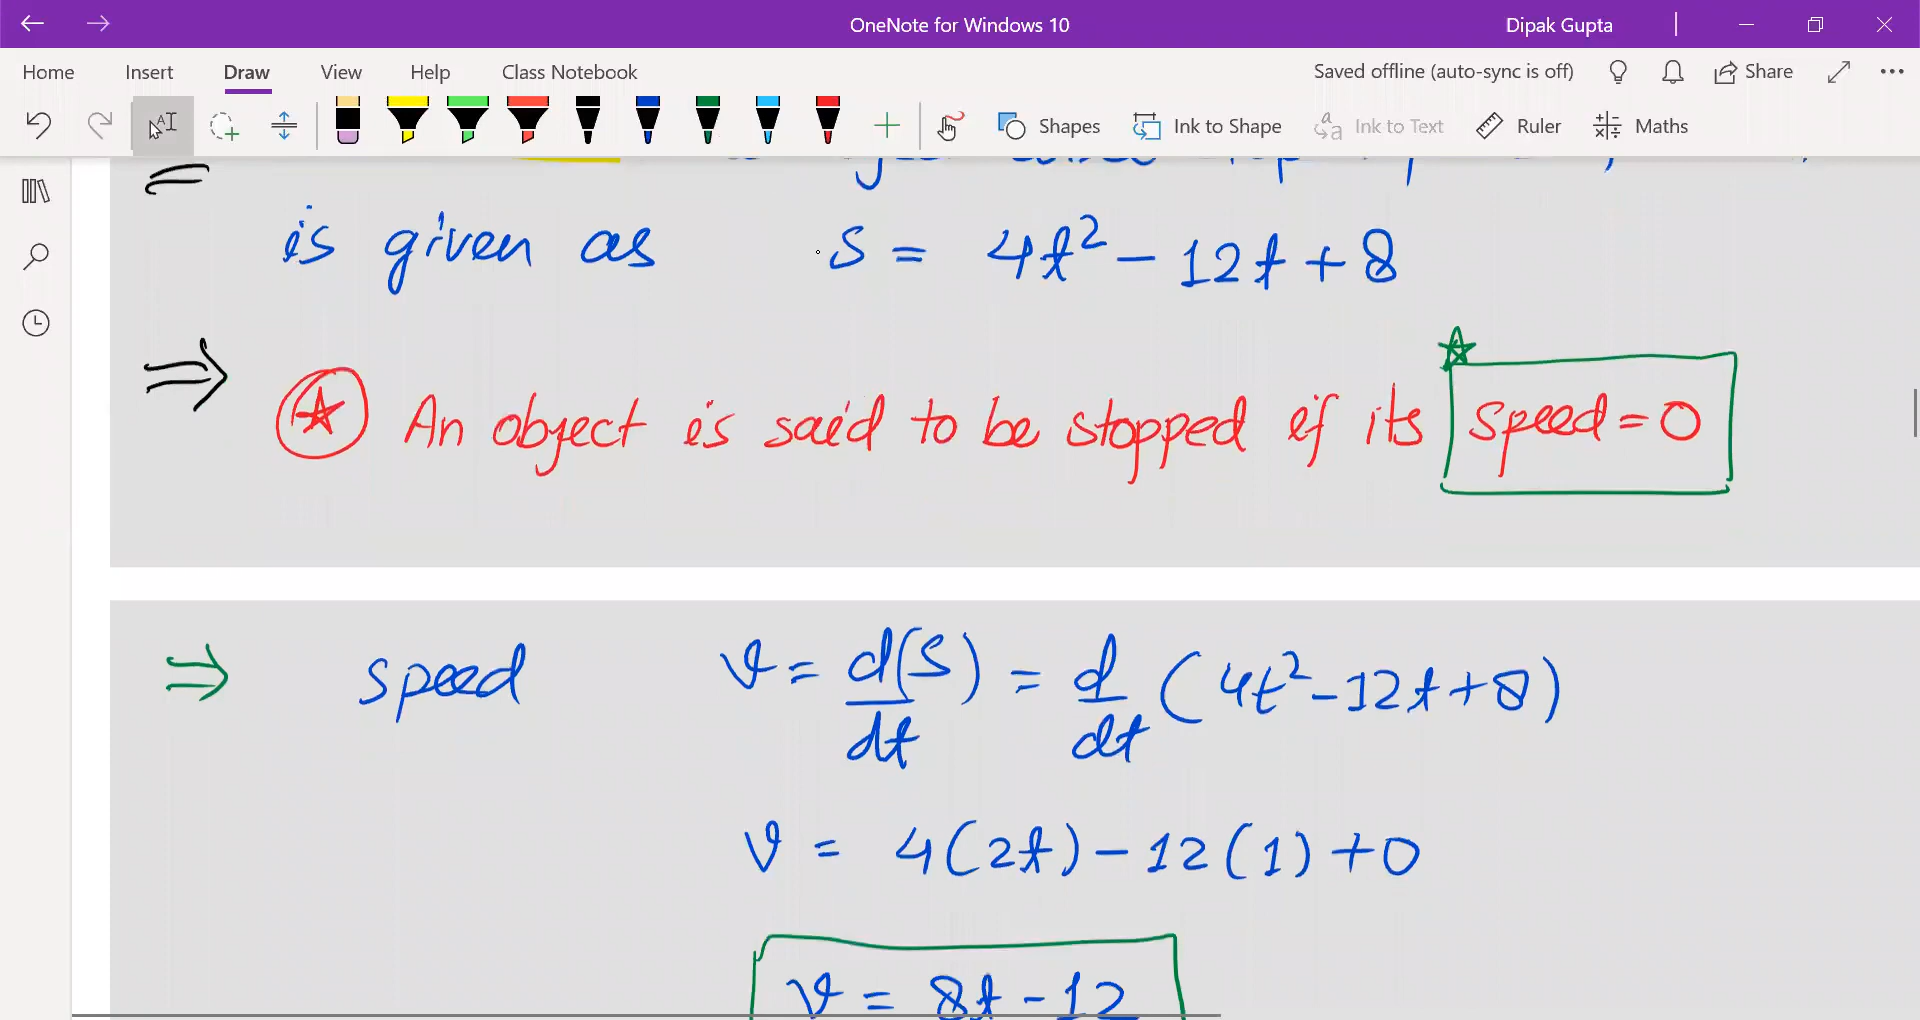 OneNote for Windows 10
Dipak Gupta
Home Insert Draw View Help Class Notebook
Saved offline (auto-sync is off) Share
Shapes Ink to Shape Ink to Text Ruler Maths
is given as S = 4t² - 12t + 8
⇒ An object is said to be stopped if its speed = 0
⇒ speed v = d(S)/dt = d/dt (4t² - 12t + 8)
v = 4(2t) - 12(1) + 0
v = 8t - 12